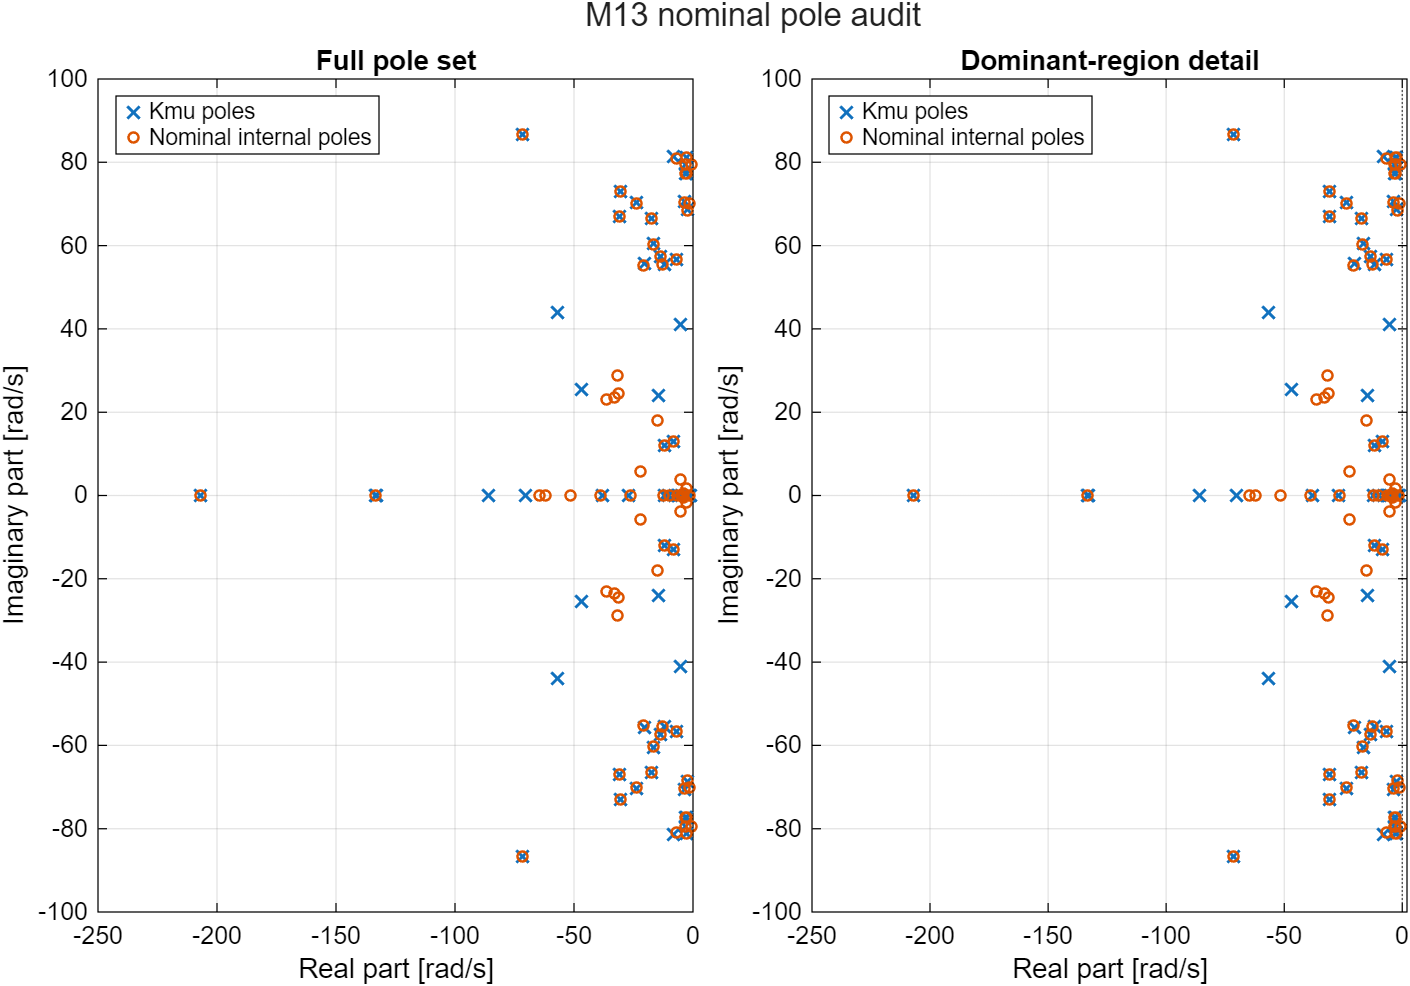 M13 nominal pole audit
Full pole set
Kmu poles
Nominal internal poles
100
80
60
40
20
0
-20
-40
-60
-80
-100
-250 -200 -150 -100 -50 0
Imaginary part [rad/s]
Real part [rad/s]
Dominant-region detail
Kmu poles
Nominal internal poles
100
80
60
40
20
0
-20
-40
-60
-80
-100
-250 -200 -150 -100 -50 0
Imaginary part [rad/s]
Real part [rad/s]